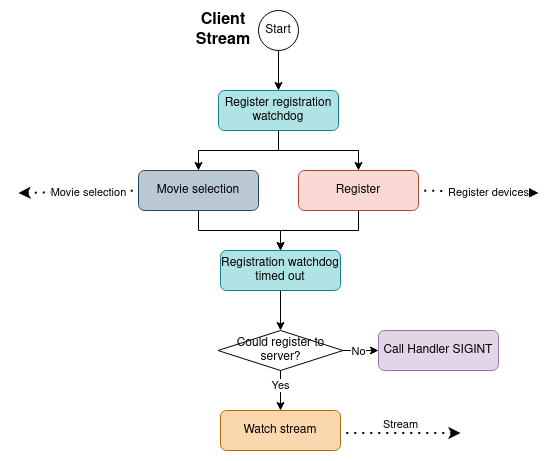 Client
Stream
Start
Register registration
watchdog
Movie selection
Movie selection
Register
Register devices
Registration watchdog
timed out
Could register to
server?
No
Call Handler SIGINT
Yes
Watch stream
Stream